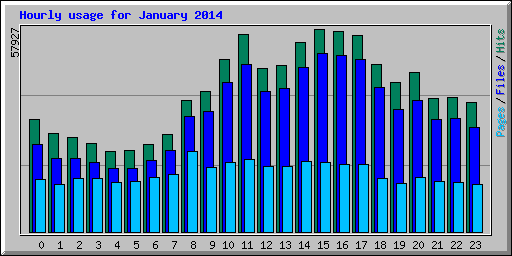 Hourly usage for January 2014
57927
Pages / Files / Hits
0 1 2 3 4 5 6 7 8 9 10 11 12 13 14 15 16 17 18 19 20 21 22 23